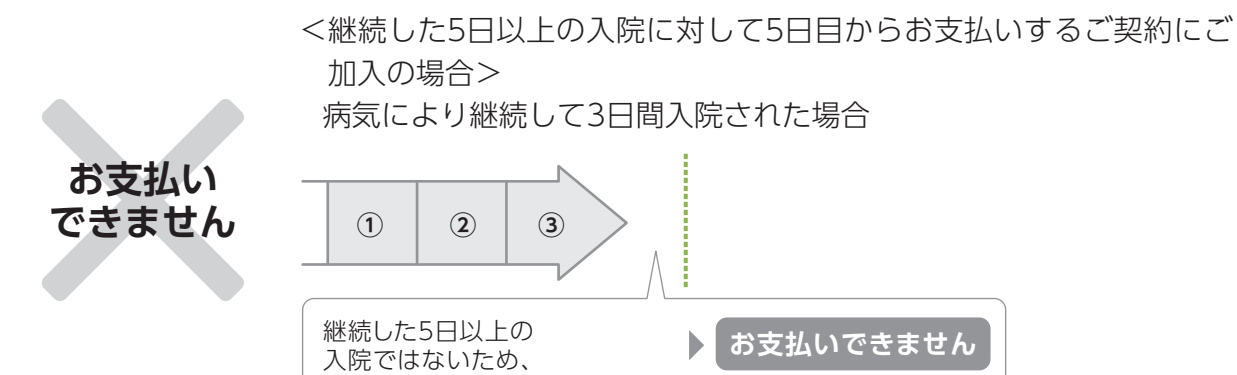 ＜継続した5日以上の入院に対して5日目からお支払いするご契約にご
加入の場合＞
病気により継続して3日間入院された場合
お支払い
できません
① ② ③
継続した5日以上の
入院ではないため、
お支払いできません